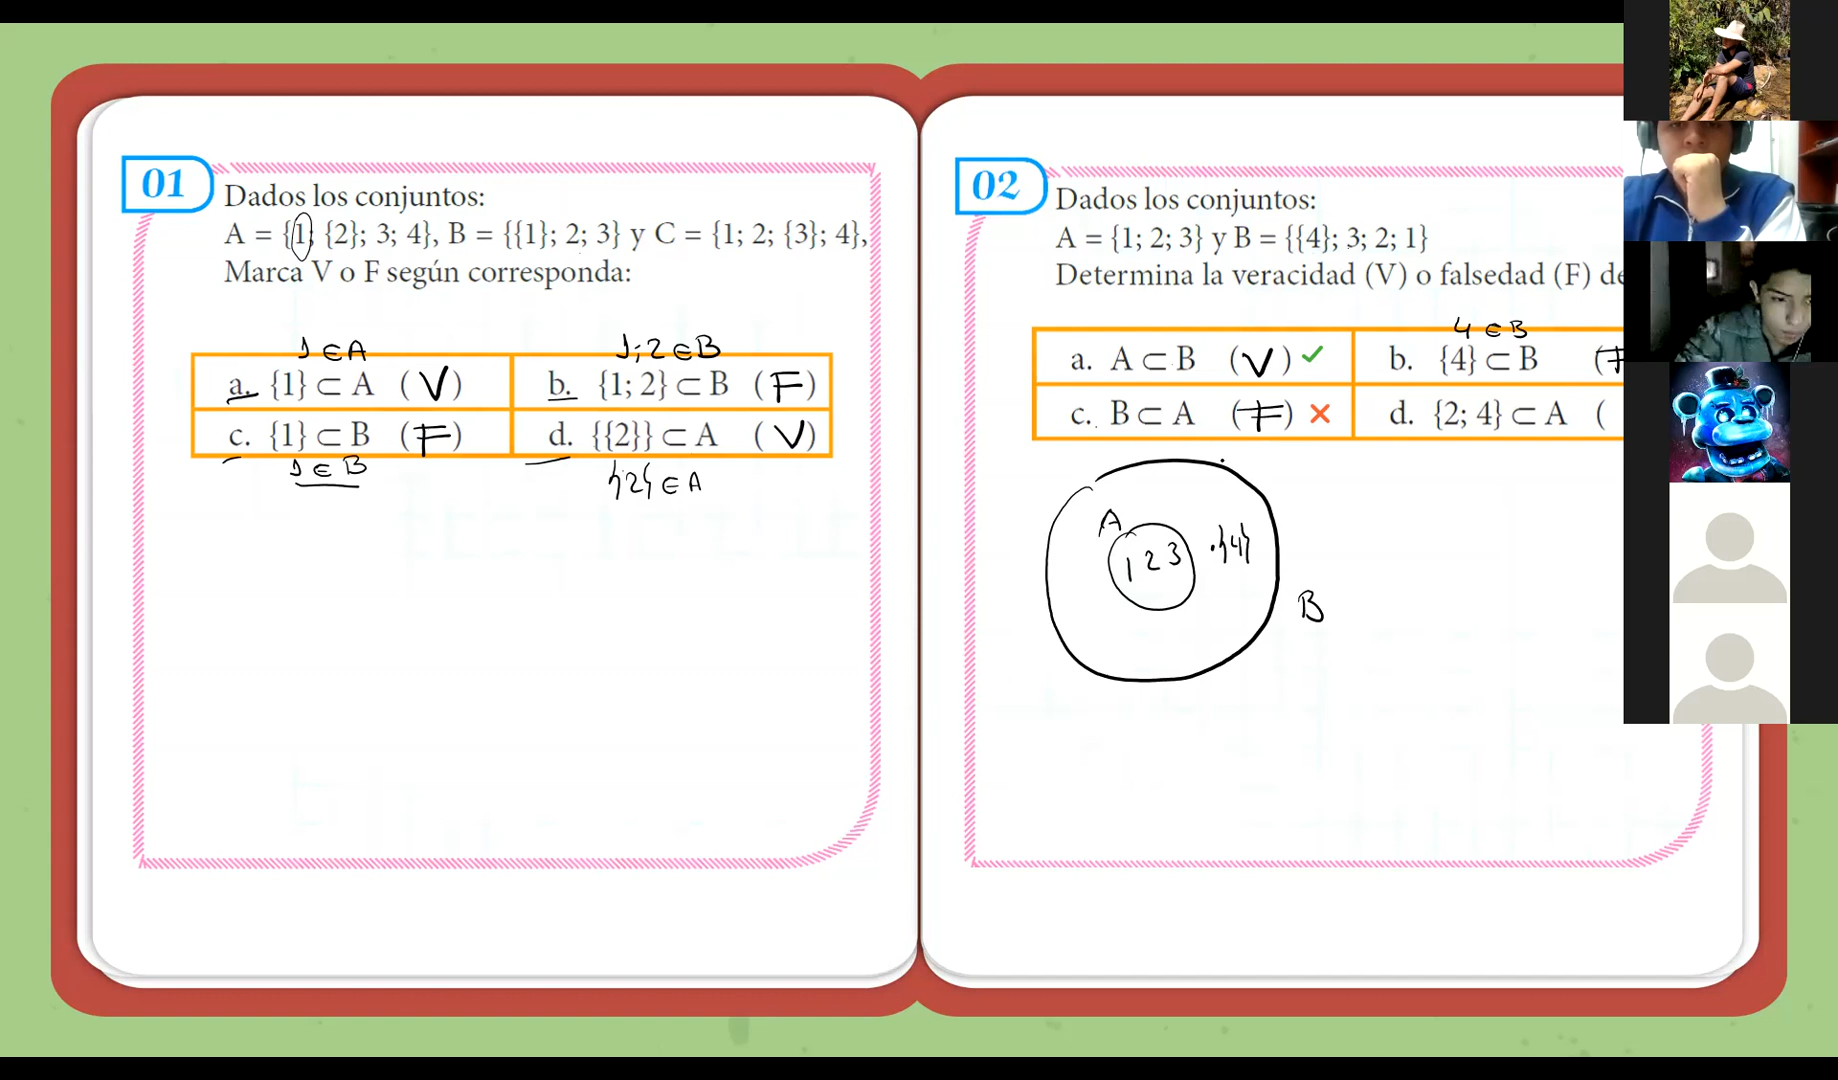 01
Dados los conjuntos:
A = {1; {2}; 3; 4}, B = {{1}; 2; 3} y C = {1; 2; {3}; 4},
Marca V o F según corresponda:
1 ∈ A
1; 2 ∈ B
a. {1} ⊂ A (V)
b. {1; 2} ⊂ B (F)
c. {1} ⊂ B (F)
d. {{2}} ⊂ A (V)
1 ∈ B
{2} ∈ A
02
Dados los conjuntos:
A = {1; 2; 3} y B = {{4}; 3; 2; 1}
Determina la veracidad (V) o falsedad (F) de
4 ∈ B
a. A ⊂ B (V) ✓
b. {4} ⊂ B (F
c. B ⊂ A (F) ×
d. {2; 4} ⊂ A (
A
1 2 3
.{4}
B